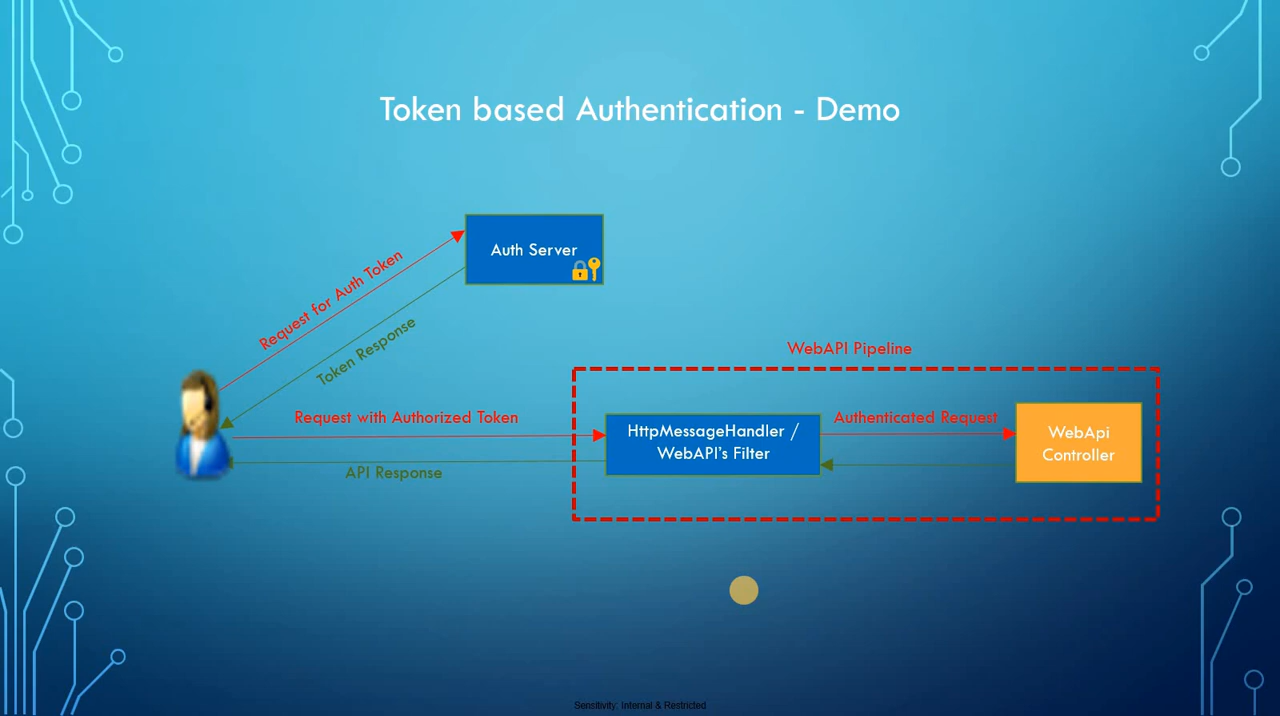 Token based Authentication - Demo
Auth Server
Request for Auth Token
Token Response
WebAPI Pipeline
Request with Authorized Token
HttpMessageHandler /
WebAPI's Filter
Authenticated Request
WebApi
Controller
API Response
Sensitivity: Internal & Restricted